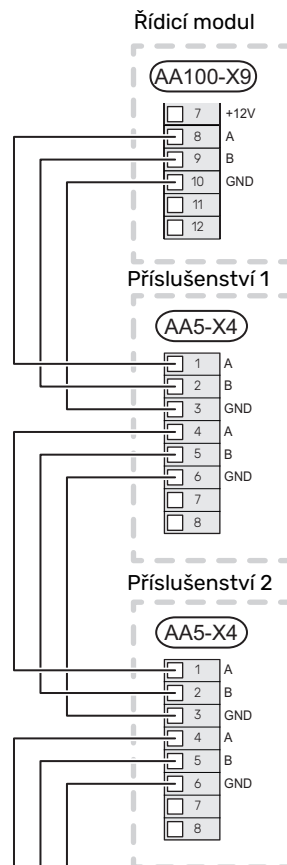 Řídicí modul
AA100-X9
7 +12V
8 A
9 B
10 GND
11
12
Příslušenství 1
AA5-X4
1 A
2 B
3 GND
4 A
5 B
6 GND
7
8
Příslušenství 2
AA5-X4
1 A
2 B
3 GND
4 A
5 B
6 GND
7
8